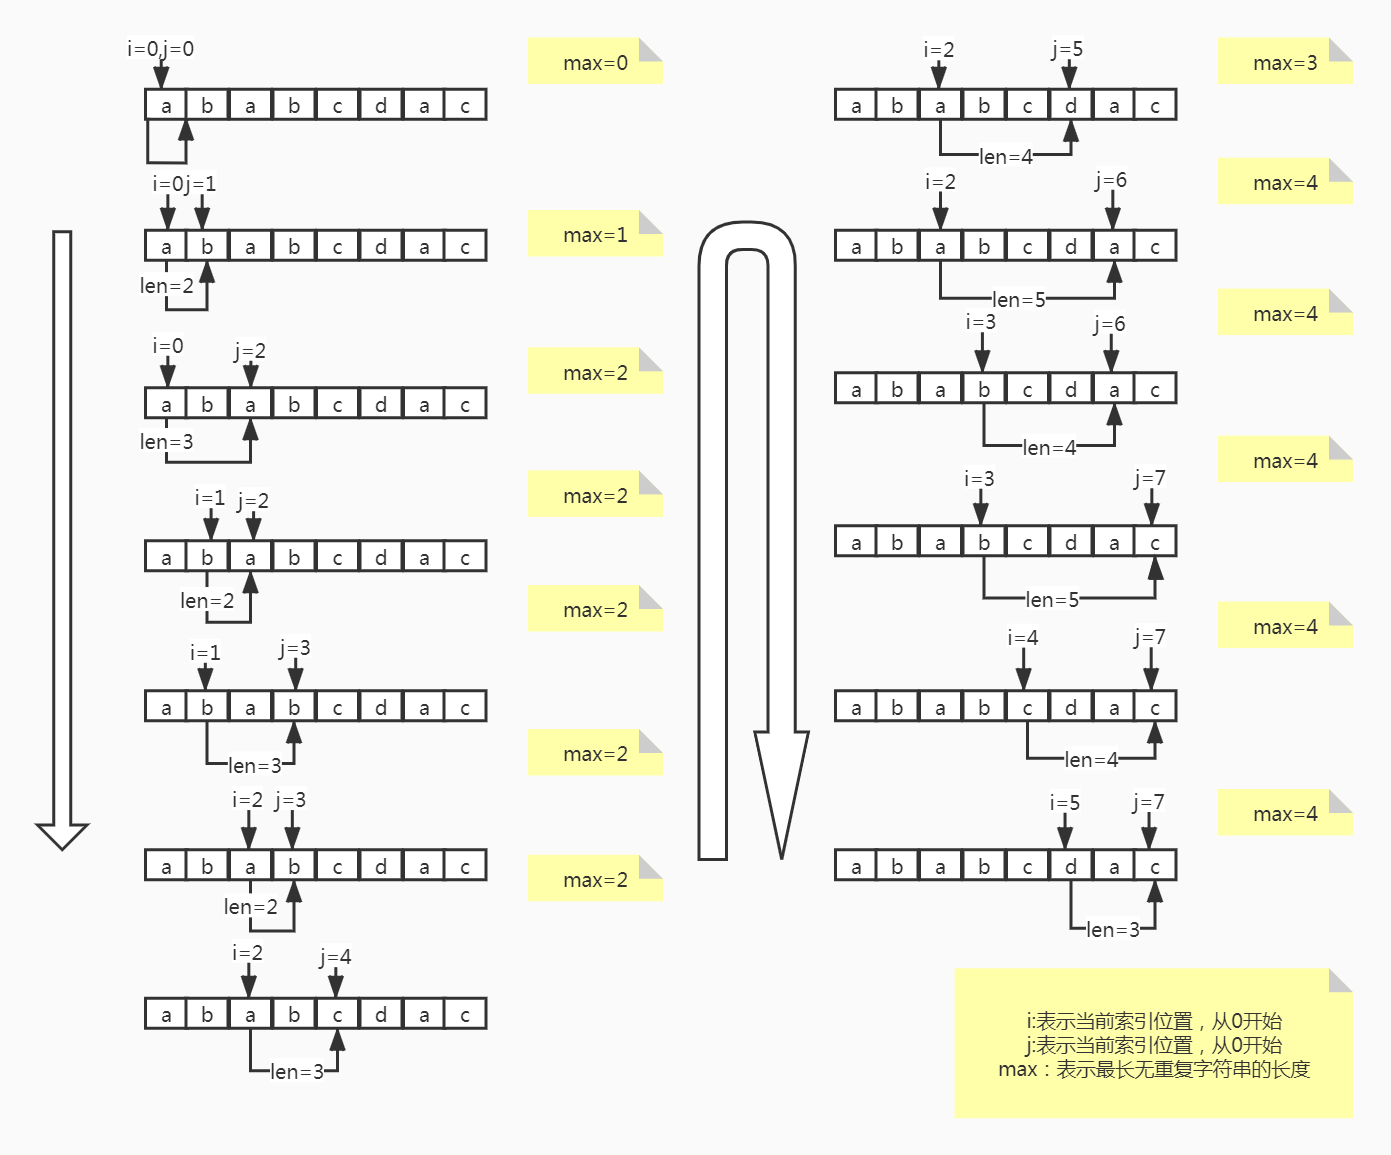 i=0,j=0
max=0
a b a b c d a c
i=0 j=1
max=1
a b a b c d a c
len=2
i=0 j=2
max=2
a b a b c d a c
len=3
i=1 j=2
max=2
a b a b c d a c
len=2
max=2
i=1 j=3
a b a b c d a c
len=3
max=2
i=2 j=3
a b a b c d a c
len=2
max=2
i=2 j=4
a b a b c d a c
len=3
i=2 j=5
max=3
a b a b c d a c
len=4
i=2 j=6
max=4
a b a b c d a c
len=5
max=4
i=3 j=6
a b a b c d a c
len=4
max=4
i=3 j=7
a b a b c d a c
len=5
max=4
i=4 j=7
a b a b c d a c
len=4
max=4
i=5 j=7
a b a b c d a c
len=3
i:表示当前索引位置，从0开始
j:表示当前索引位置，从0开始
max：表示最长无重复字符串的长度